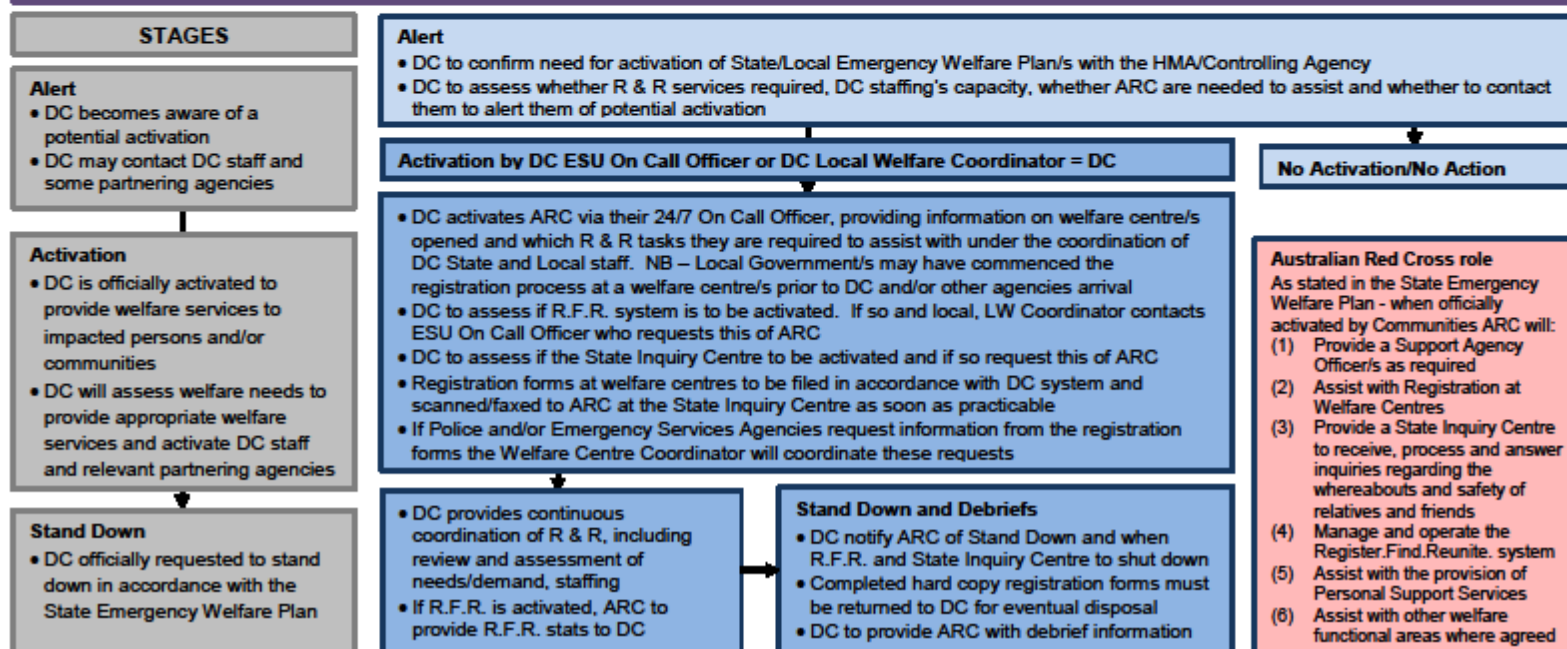 STAGES
Alert
• DC becomes aware of a
potential activation
• DC may contact DC staff and
some partnering agencies
Activation
• DC is officially activated to
provide welfare services to
impacted persons and/or
communities
• DC will assess welfare needs to
provide appropriate welfare
services and activate DC staff
and relevant partnering agencies
Stand Down
• DC officially requested to stand
down in accordance with the
State Emergency Welfare Plan
Alert
• DC to confirm need for activation of State/Local Emergency Welfare Plan/s with the HMA/Controlling Agency
• DC to assess whether R & R services required, DC staffing's capacity, whether ARC are needed to assist and whether to contact
them to alert them of potential activation
Activation by DC ESU On Call Officer or DC Local Welfare Coordinator = DC
No Activation/No Action
• DC activates ARC via their 24/7 On Call Officer, providing information on welfare centre/s
opened and which R & R tasks they are required to assist with under the coordination of
DC State and Local staff.  NB – Local Government/s may have commenced the
registration process at a welfare centre/s prior to DC and/or other agencies arrival
• DC to assess if R.F.R. system is to be activated.  If so and local, LW Coordinator contacts
ESU On Call Officer who requests this of ARC
• DC to assess if the State Inquiry Centre to be activated and if so request this of ARC
• Registration forms at welfare centres to be filed in accordance with DC system and
scanned/faxed to ARC at the State Inquiry Centre as soon as practicable
• If Police and/or Emergency Services Agencies request information from the registration
forms the Welfare Centre Coordinator will coordinate these requests
• DC provides continuous
coordination of R & R, including
review and assessment of
needs/demand, staffing
• If R.F.R. is activated, ARC to
provide R.F.R. stats to DC
Stand Down and Debriefs
• DC notify ARC of Stand Down and when
R.F.R. and State Inquiry Centre to shut down
• Completed hard copy registration forms must
be returned to DC for eventual disposal
• DC to provide ARC with debrief information
Australian Red Cross role
As stated in the State Emergency
Welfare Plan - when officially
activated by Communities ARC will:
(1) Provide a Support Agency
Officer/s as required
(2) Assist with Registration at
Welfare Centres
(3) Provide a State Inquiry Centre
to receive, process and answer
inquiries regarding the
whereabouts and safety of
relatives and friends
(4) Manage and operate the
Register.Find.Reunite. system
(5) Assist with the provision of
Personal Support Services
(6) Assist with other welfare
functional areas where agreed